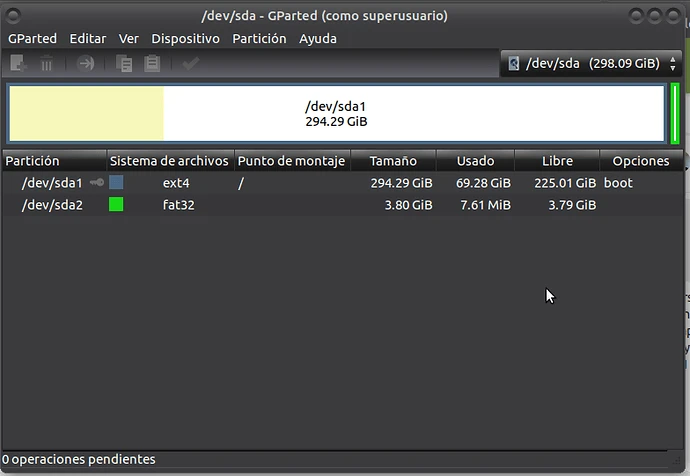 /dev/sda - GParted (como superusuario)
GParted Editar Ver Dispositivo Partición Ayuda
/dev/sda (298.09 GiB)
/dev/sda1
294.29 GiB
Partición Sistema de archivos Punto de montaje Tamaño Usado Libre Opciones
/dev/sda1 ext4 / 294.29 GiB 69.28 GiB 225.01 GiB boot
/dev/sda2 fat32 3.80 GiB 7.61 MiB 3.79 GiB
0 operaciones pendientes